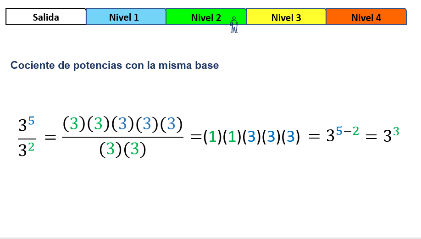 Salida Nivel 1 Nivel 2 Nivel 3 Nivel 4
Cociente de potencias con la misma base
3⁵/3² = (3)(3)(3)(3)(3)/(3)(3) =(1)(1)(3)(3)(3) = 3⁵⁻² = 3³